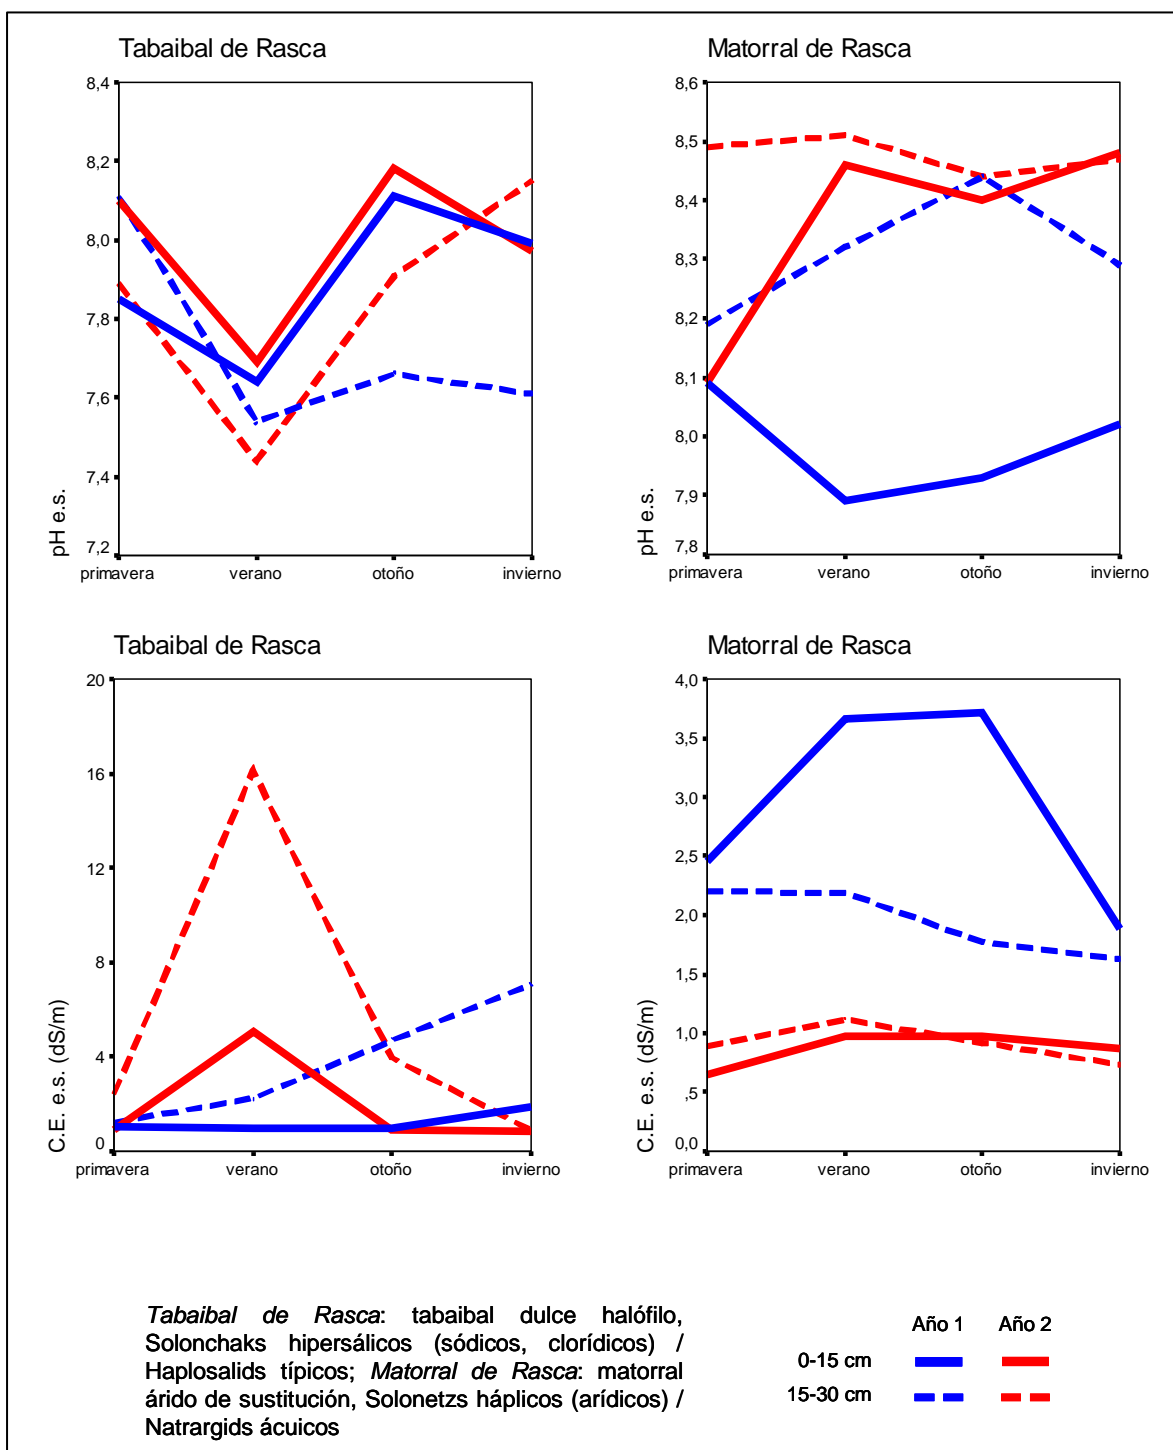 Tabaibal de Rasca
8,4
8,2
8,0
7,8
7,6
7,4
7,2
pH e.s.
primavera verano otoño invierno
Matorral de Rasca
8,6
8,5
8,4
8,3
8,2
8,1
8,0
7,9
7,8
pH e.s.
primavera verano otoño invierno
Tabaibal de Rasca
20
16
12
8
4
0
C.E. e.s. (dS/m)
primavera verano otoño invierno
Matorral de Rasca
4,0
3,5
3,0
2,5
2,0
1,5
1,0
,5
0,0
C.E. e.s. (dS/m)
primavera verano otoño invierno
Tabaibal de Rasca: tabaibal dulce halófilo,
Solonchaks hipersálicos (sódicos, clorídicos) /
Haplosalids típicos; Matorral de Rasca: matorral
árido de sustitución, Solonetzs háplicos (arídicos) /
Natrargids ácuicos
Año 1 Año 2
0-15 cm
15-30 cm